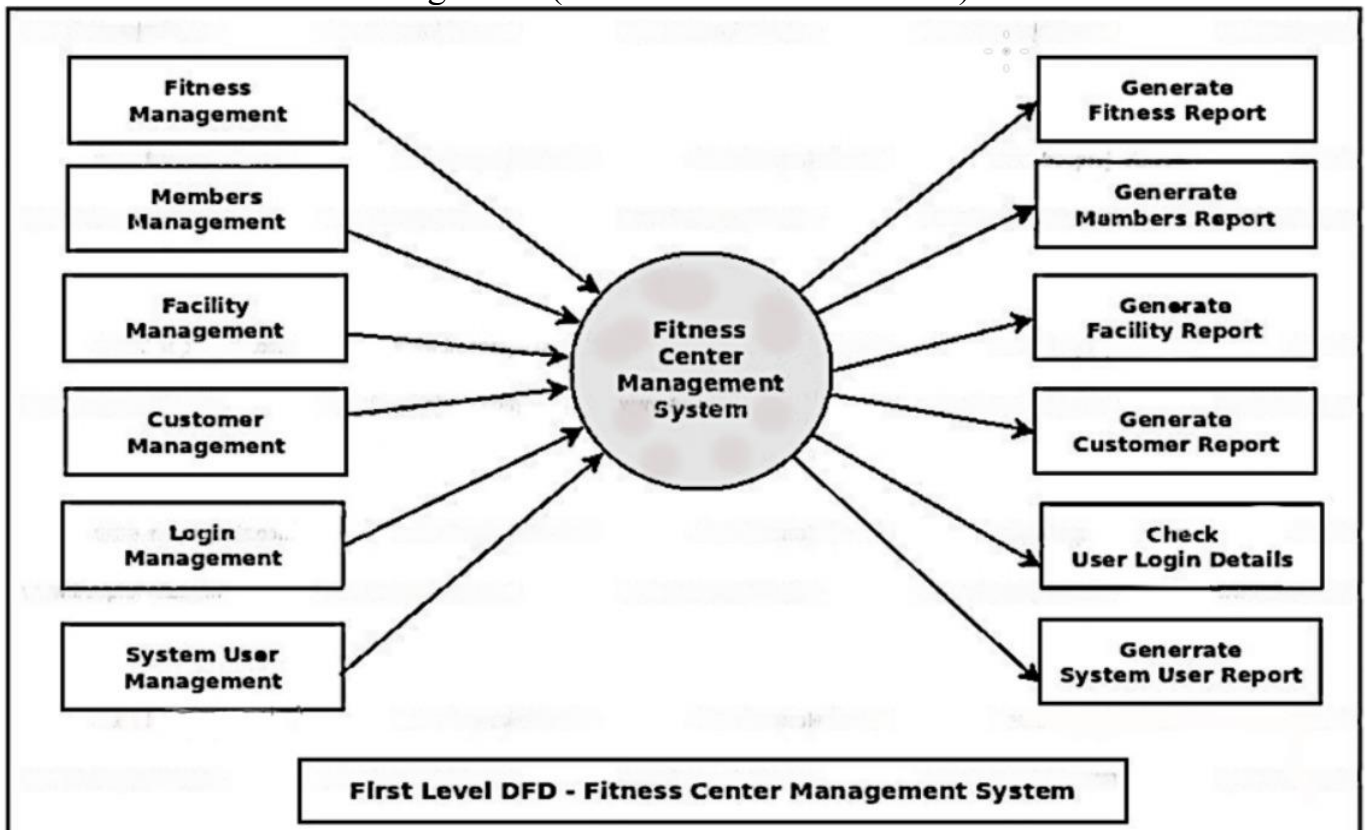 Fitness
Management
Members
Management
Facility
Management
Customer
Management
Login
Management
System User
Management
Fitness
Center
Management
System
Generate
Fitness Report
Generrate
Mambers Report
Generate
Facility Report
Generate
Customer Report
Check
User Login Details
Generrate
System User Report
First Level DFD - Fitness Center Management System